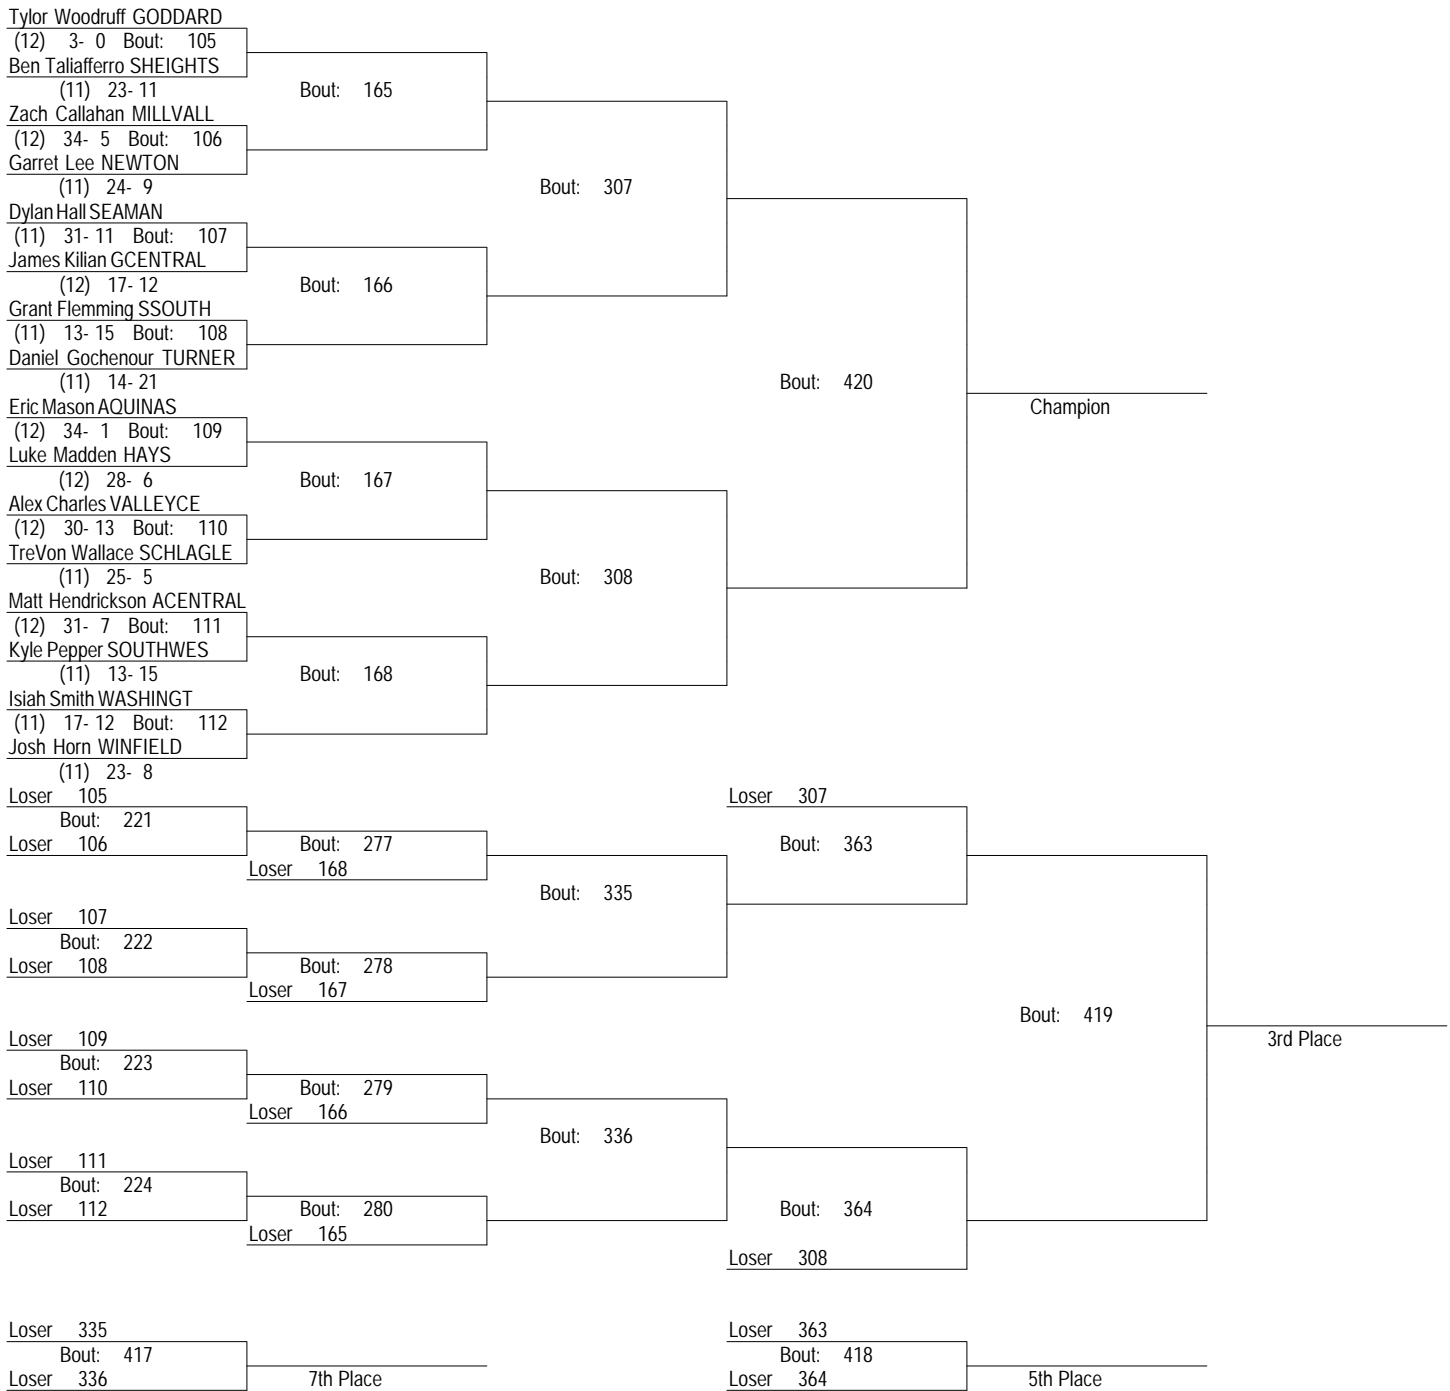 Tylor Woodruff GODDARD
(12) 3- 0 Bout: 105
Ben Taliafferro SHEIGHTS
(11) 23- 11 Bout: 165
Zach Callahan MILLVALL
(12) 34- 5 Bout: 106
Garret Lee NEWTON
(11) 24- 9 Bout: 307
Dylan Hall SEAMAN
(11) 31- 11 Bout: 107
James Kilian GCENTRAL
(12) 17- 12 Bout: 166
Grant Flemming SSOUTH
(11) 13- 15 Bout: 108
Daniel Gochenour TURNER
(11) 14- 21 Bout: 420
Eric Mason AQUINAS Champion
(12) 34- 1 Bout: 109
Luke Madden HAYS
(12) 28- 6 Bout: 167
Alex Charles VALLEYCE
(12) 30- 13 Bout: 110
TreVon Wallace SCHLAGLE
(11) 25- 5 Bout: 308
Matt Hendrickson ACENTRAL
(12) 31- 7 Bout: 111
Kyle Pepper SOUTHWES
(11) 13- 15 Bout: 168
Isiah Smith WASHINGT
(11) 17- 12 Bout: 112
Josh Horn WINFIELD
(11) 23- 8
Loser 105 Loser 307
Bout: 221
Loser 106 Bout: 277 Bout: 363
Loser 168
Bout: 335
Loser 107
Bout: 222
Loser 108 Bout: 278
Loser 167
Bout: 419
Loser 109 3rd Place
Bout: 223
Loser 110 Bout: 279
Loser 166
Bout: 336
Loser 111
Bout: 224
Loser 112 Bout: 280 Bout: 364
Loser 165
Loser 308
Loser 335 Loser 363
Bout: 417 Bout: 418
Loser 336 7th Place Loser 364 5th Place